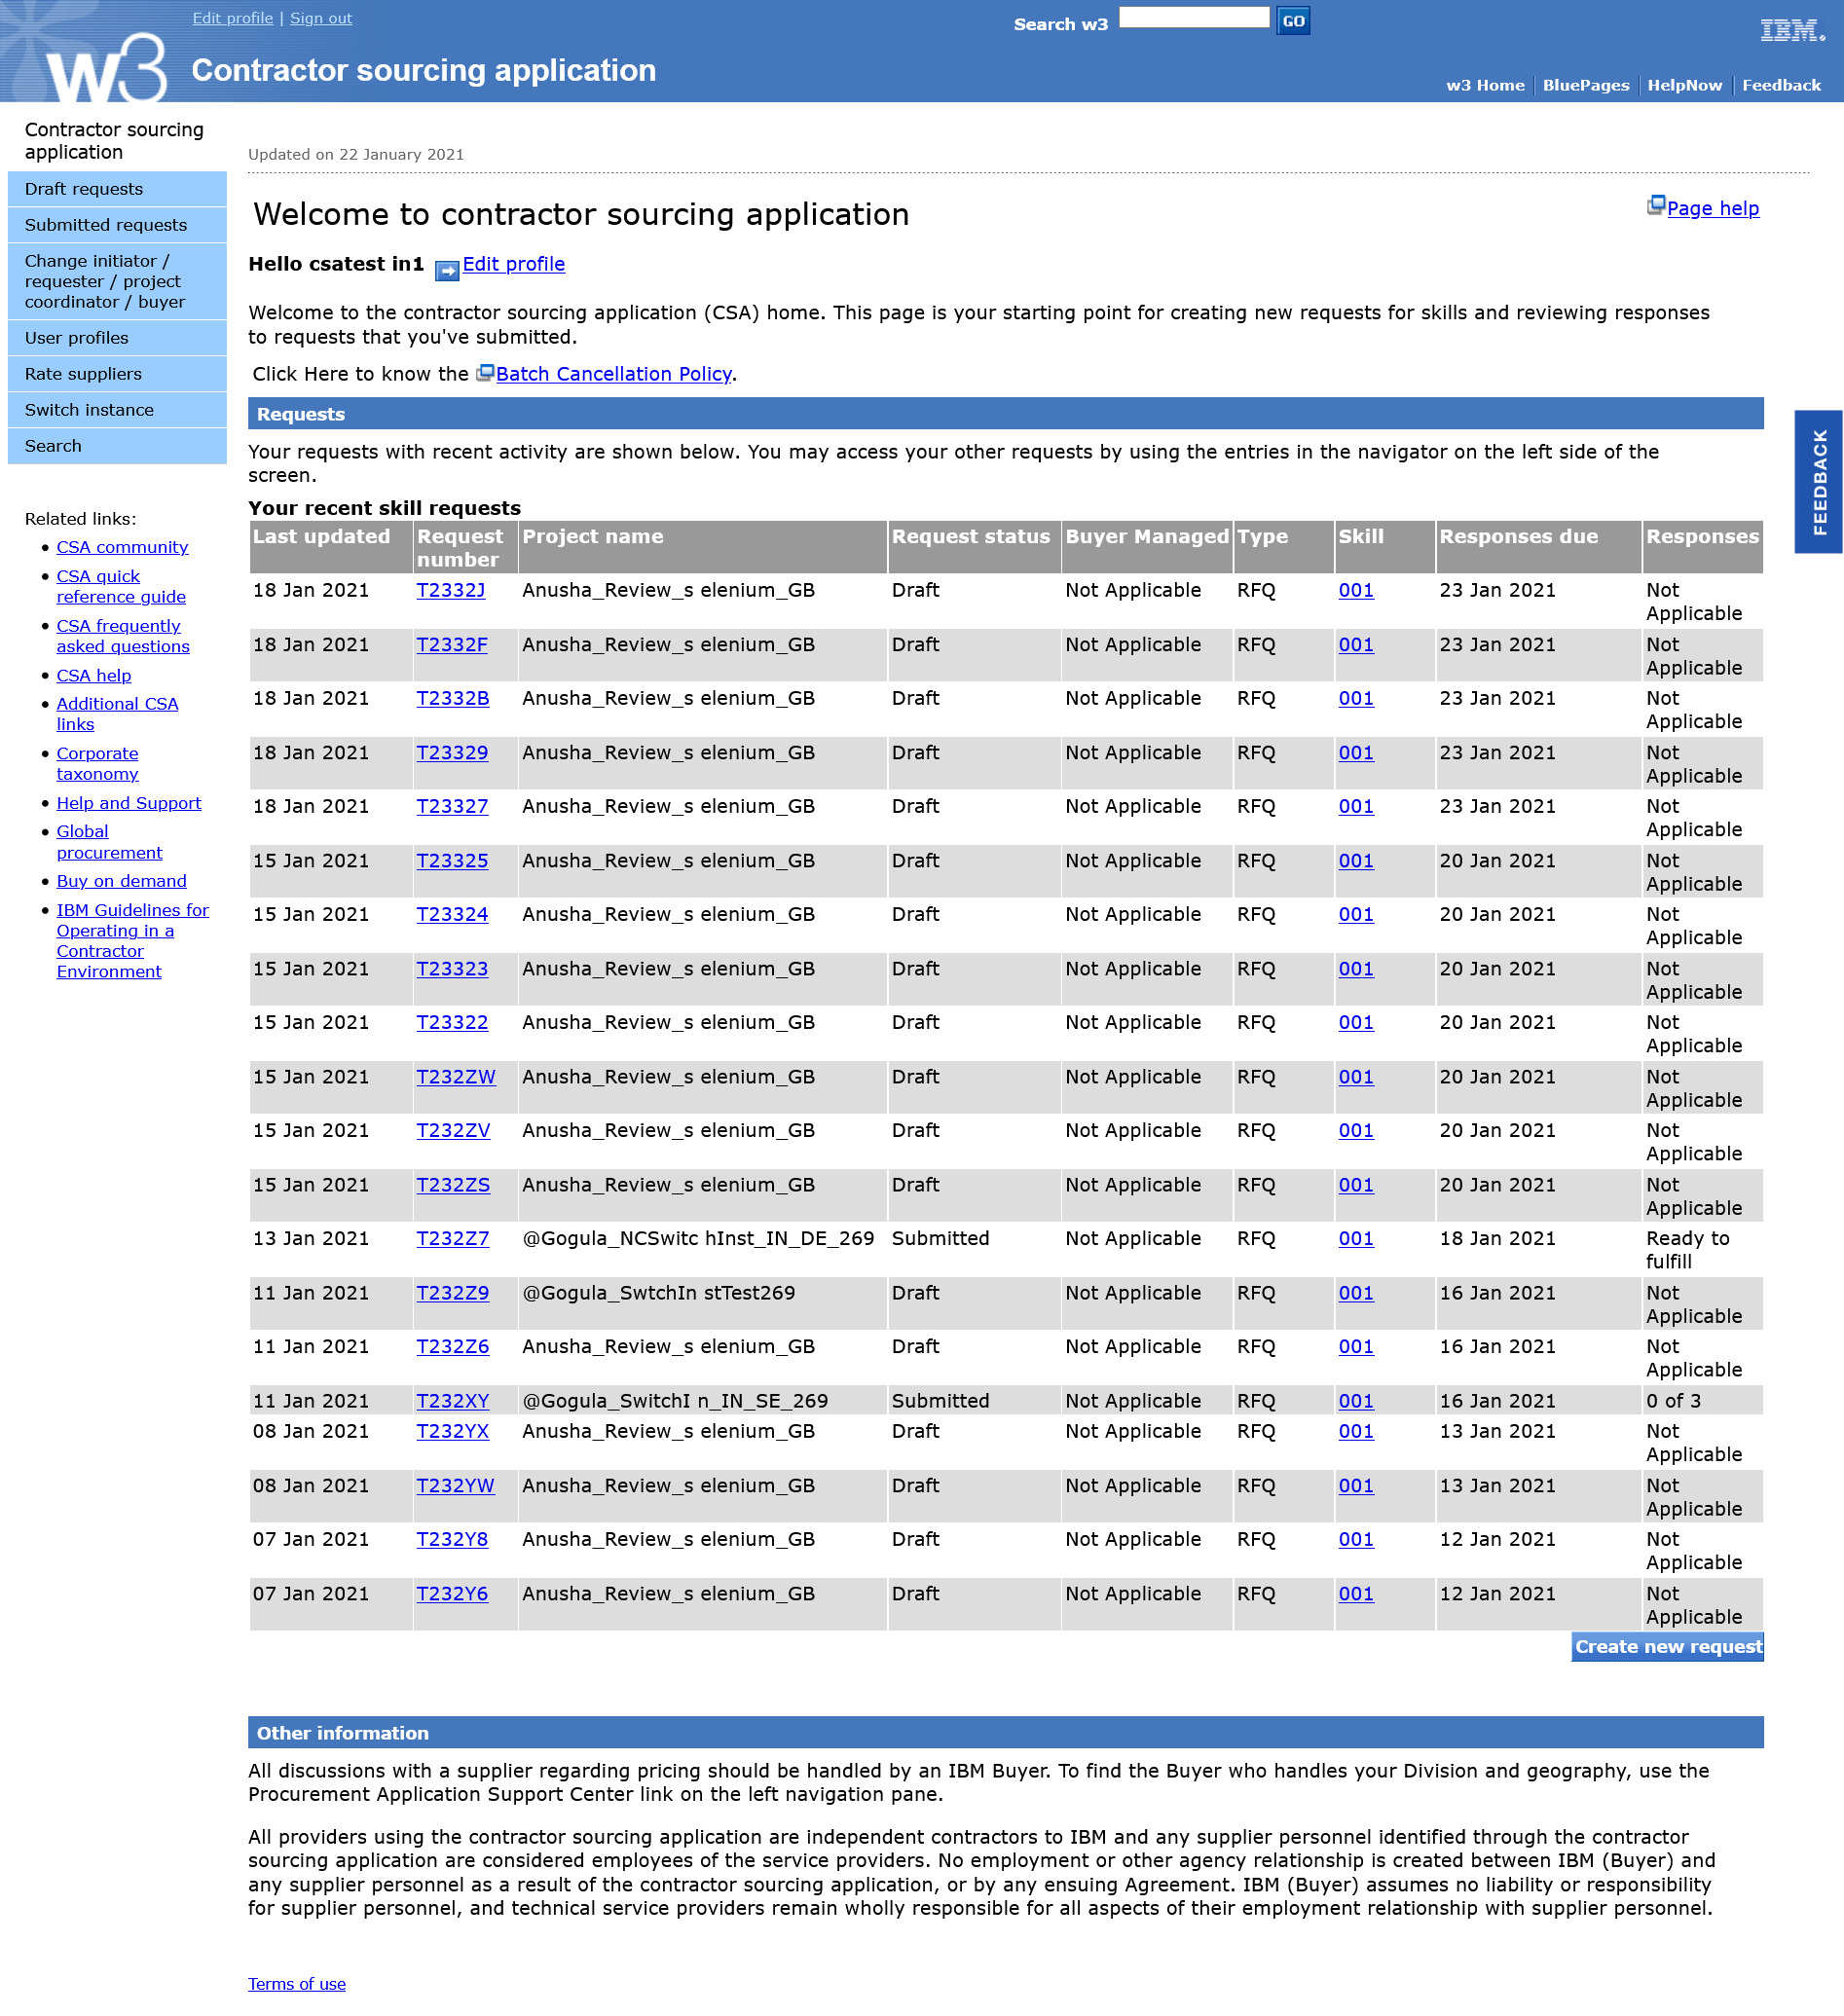 Edit profile | Sign out
Search w3 GO
IBM.
w3
Contractor sourcing application
w3 Home BluePages HelpNow Feedback
Contractor sourcing
application
Draft requests
Submitted requests
Change initiator /
requester / project
coordinator / buyer
User profiles
Rate suppliers
Switch instance
Search
Related links:
CSA community
CSA quick
reference guide
CSA frequently
asked questions
CSA help
Additional CSA
links
Corporate
taxonomy
Help and Support
Global
procurement
Buy on demand
IBM Guidelines for
Operating in a
Contractor
Environment
Updated on 22 January 2021
Welcome to contractor sourcing application
Page help
Hello csatest in1 Edit profile
Welcome to the contractor sourcing application (CSA) home. This page is your starting point for creating new requests for skills and reviewing responses
to requests that you've submitted.
Click Here to know the Batch Cancellation Policy.
Requests
Your requests with recent activity are shown below. You may access your other requests by using the entries in the navigator on the left side of the
screen.
Your recent skill requests
Last updated Request number Project name Request status Buyer Managed Type Skill Responses due Responses
18 Jan 2021 T2332J Anusha_Review_s elenium_GB Draft Not Applicable RFQ 001 23 Jan 2021 Not Applicable
18 Jan 2021 T2332F Anusha_Review_s elenium_GB Draft Not Applicable RFQ 001 23 Jan 2021 Not Applicable
18 Jan 2021 T2332B Anusha_Review_s elenium_GB Draft Not Applicable RFQ 001 23 Jan 2021 Not Applicable
18 Jan 2021 T23329 Anusha_Review_s elenium_GB Draft Not Applicable RFQ 001 23 Jan 2021 Not Applicable
18 Jan 2021 T23327 Anusha_Review_s elenium_GB Draft Not Applicable RFQ 001 23 Jan 2021 Not Applicable
15 Jan 2021 T23325 Anusha_Review_s elenium_GB Draft Not Applicable RFQ 001 20 Jan 2021 Not Applicable
15 Jan 2021 T23324 Anusha_Review_s elenium_GB Draft Not Applicable RFQ 001 20 Jan 2021 Not Applicable
15 Jan 2021 T23323 Anusha_Review_s elenium_GB Draft Not Applicable RFQ 001 20 Jan 2021 Not Applicable
15 Jan 2021 T23322 Anusha_Review_s elenium_GB Draft Not Applicable RFQ 001 20 Jan 2021 Not Applicable
15 Jan 2021 T232ZW Anusha_Review_s elenium_GB Draft Not Applicable RFQ 001 20 Jan 2021 Not Applicable
15 Jan 2021 T232ZV Anusha_Review_s elenium_GB Draft Not Applicable RFQ 001 20 Jan 2021 Not Applicable
15 Jan 2021 T232ZS Anusha_Review_s elenium_GB Draft Not Applicable RFQ 001 20 Jan 2021 Not Applicable
13 Jan 2021 T232Z7 @Gogula_NCSwitc hInst_IN_DE_269 Submitted Not Applicable RFQ 001 18 Jan 2021 Ready to fulfill
11 Jan 2021 T232Z9 @Gogula_SwtchIn stTest269 Draft Not Applicable RFQ 001 16 Jan 2021 Not Applicable
11 Jan 2021 T232Z6 Anusha_Review_s elenium_GB Draft Not Applicable RFQ 001 16 Jan 2021 Not Applicable
11 Jan 2021 T232XY @Gogula_SwitchI n_IN_SE_269 Submitted Not Applicable RFQ 001 16 Jan 2021 0 of 3
08 Jan 2021 T232YX Anusha_Review_s elenium_GB Draft Not Applicable RFQ 001 13 Jan 2021 Not Applicable
08 Jan 2021 T232YW Anusha_Review_s elenium_GB Draft Not Applicable RFQ 001 13 Jan 2021 Not Applicable
07 Jan 2021 T232Y8 Anusha_Review_s elenium_GB Draft Not Applicable RFQ 001 12 Jan 2021 Not Applicable
07 Jan 2021 T232Y6 Anusha_Review_s elenium_GB Draft Not Applicable RFQ 001 12 Jan 2021 Not Applicable
Create new request
Other information
All discussions with a supplier regarding pricing should be handled by an IBM Buyer. To find the Buyer who handles your Division and geography, use the
Procurement Application Support Center link on the left navigation pane.
All providers using the contractor sourcing application are independent contractors to IBM and any supplier personnel identified through the contractor
sourcing application are considered employees of the service providers. No employment or other agency relationship is created between IBM (Buyer) and
any supplier personnel as a result of the contractor sourcing application, or by any ensuing Agreement. IBM (Buyer) assumes no liability or responsibility
for supplier personnel, and technical service providers remain wholly responsible for all aspects of their employment relationship with supplier personnel.
Terms of use
FEEDBACK